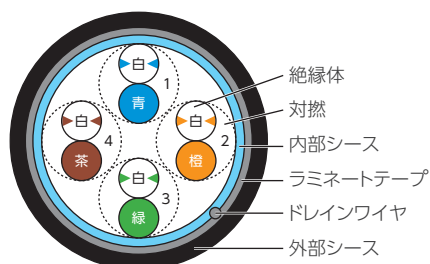 白
1
青
白
4
茶
白
2
橙
白
3
緑
絶縁体
対撚
内部シース
ラミネートテープ
ドレインワイヤ
外部シース